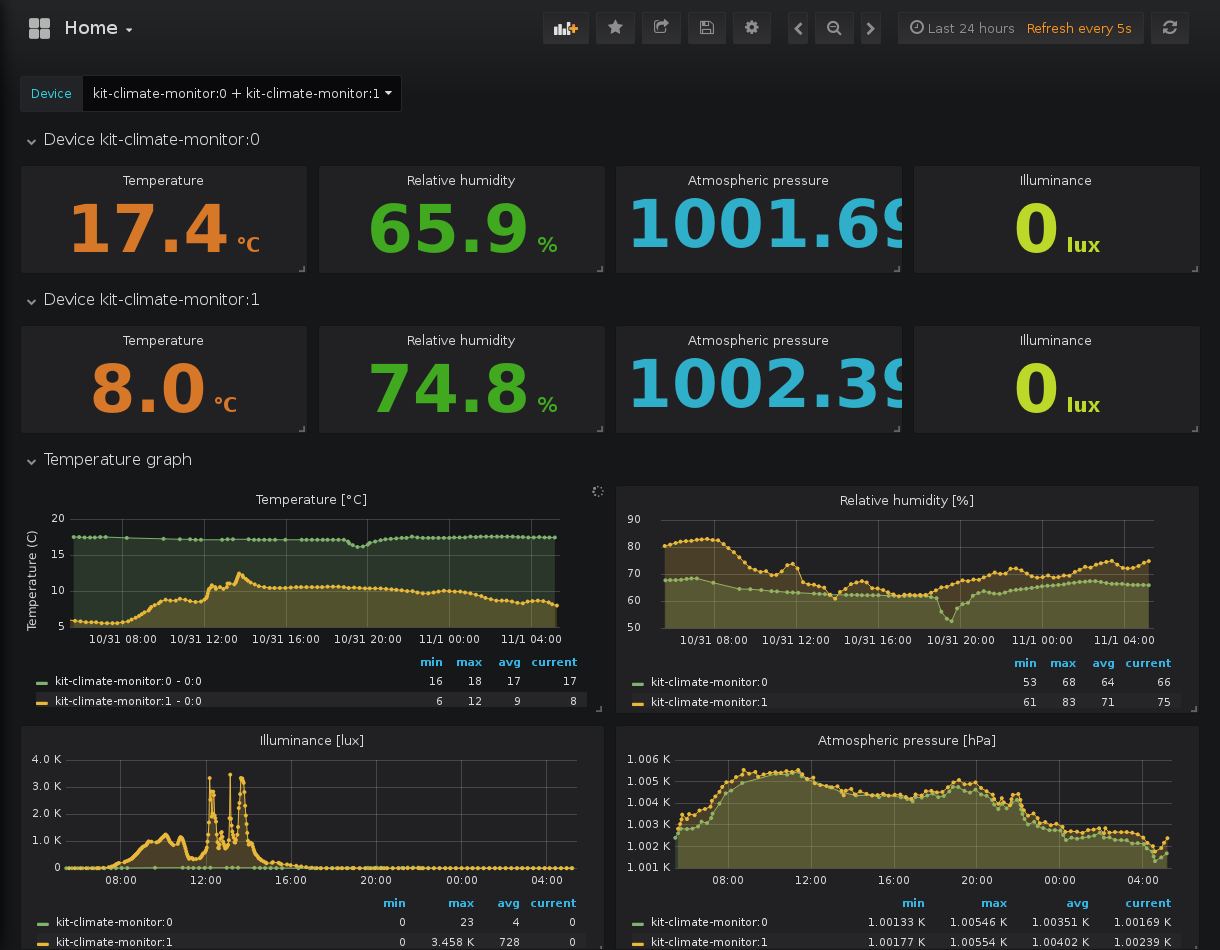 Home
Last 24 hours Refresh every 5s
Device kit-climate-monitor:0 + kit-climate-monitor:1
Device kit-climate-monitor:0
Temperature Relative humidity Atmospheric pressure Illuminance
17.4 °C 65.9 % 1001.69 0 lux
Device kit-climate-monitor:1
Temperature Relative humidity Atmospheric pressure Illuminance
8.0 °C 74.8 % 1002.39 0 lux
Temperature graph
Temperature [°C]
Temperature (C)
20
15
10
5
10/31 08:00 10/31 12:00 10/31 16:00 10/31 20:00 11/1 00:00 11/1 04:00
min max avg current
kit-climate-monitor:0 - 0:0 16 18 17 17
kit-climate-monitor:1 - 0:0 6 12 9 8
Relative humidity [%]
90
80
70
60
50
10/31 08:00 10/31 12:00 10/31 16:00 10/31 20:00 11/1 00:00 11/1 04:00
min max avg current
kit-climate-monitor:0 53 68 64 66
kit-climate-monitor:1 61 83 71 75
Illuminance [lux]
4.0 K
3.0 K
2.0 K
1.0 K
0
08:00 12:00 16:00 20:00 00:00 04:00
min max avg current
kit-climate-monitor:0 0 23 4 0
kit-climate-monitor:1 0 3.458 K 728 0
Atmospheric pressure [hPa]
1.006 K
1.005 K
1.004 K
1.003 K
1.002 K
1.001 K
08:00 12:00 16:00 20:00 00:00 04:00
min max avg current
kit-climate-monitor:0 1.00133 K 1.00546 K 1.00351 K 1.00169 K
kit-climate-monitor:1 1.00177 K 1.00554 K 1.00402 K 1.00239 K